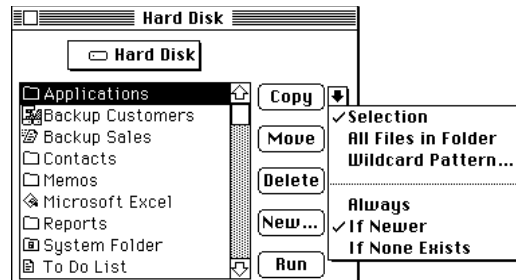 Hard Disk
Hard Disk
Applications
Backup Customers
Backup Sales
Contacts
Memos
Microsoft Excel
Reports
System Folder
To Do List
Copy
Move
Delete
New...
Run
✓Selection
All Files in Folder
Wildcard Pattern...
Always
✓If Newer
If None Exists